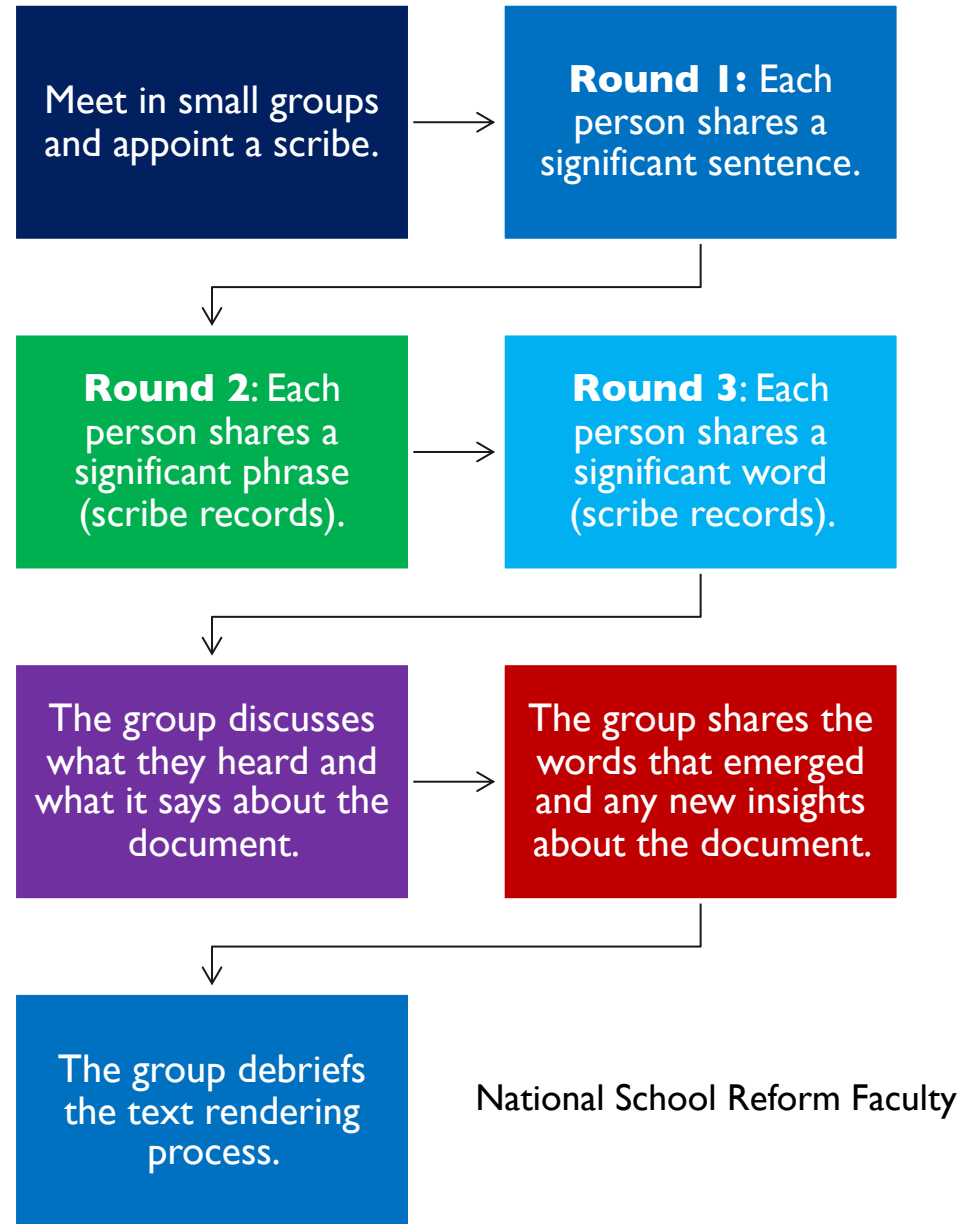 Meet in small groups
and appoint a scribe.
Round 1: Each
person shares a
significant sentence.
Round 2: Each
person shares a
significant phrase
(scribe records).
Round 3: Each
person shares a
significant word
(scribe records).
The group discusses
what they heard and
what it says about the
document.
The group shares the
words that emerged
and any new insights
about the document.
The group debriefs
the text rendering
process.
National School Reform Faculty